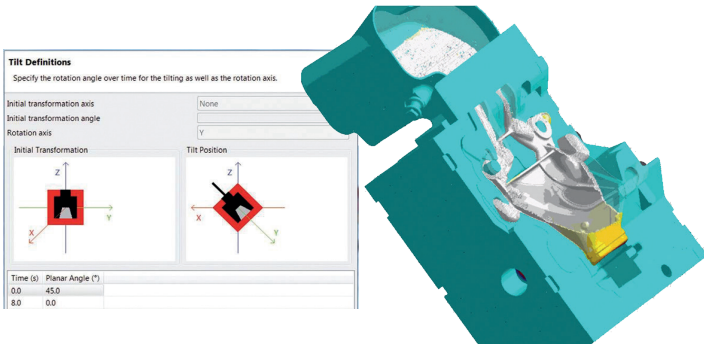 Tilt Definitions
Specify the rotation angle over time for the tilting as well as the rotation axis.
Initial transformation axis None
Initial transformation angle
Rotation axis Y
Initial Transformation Tilt Position
Z Z
X Y X Y
Time (s) Planar Angle (°)
0.0 45.0
8.0 0.0